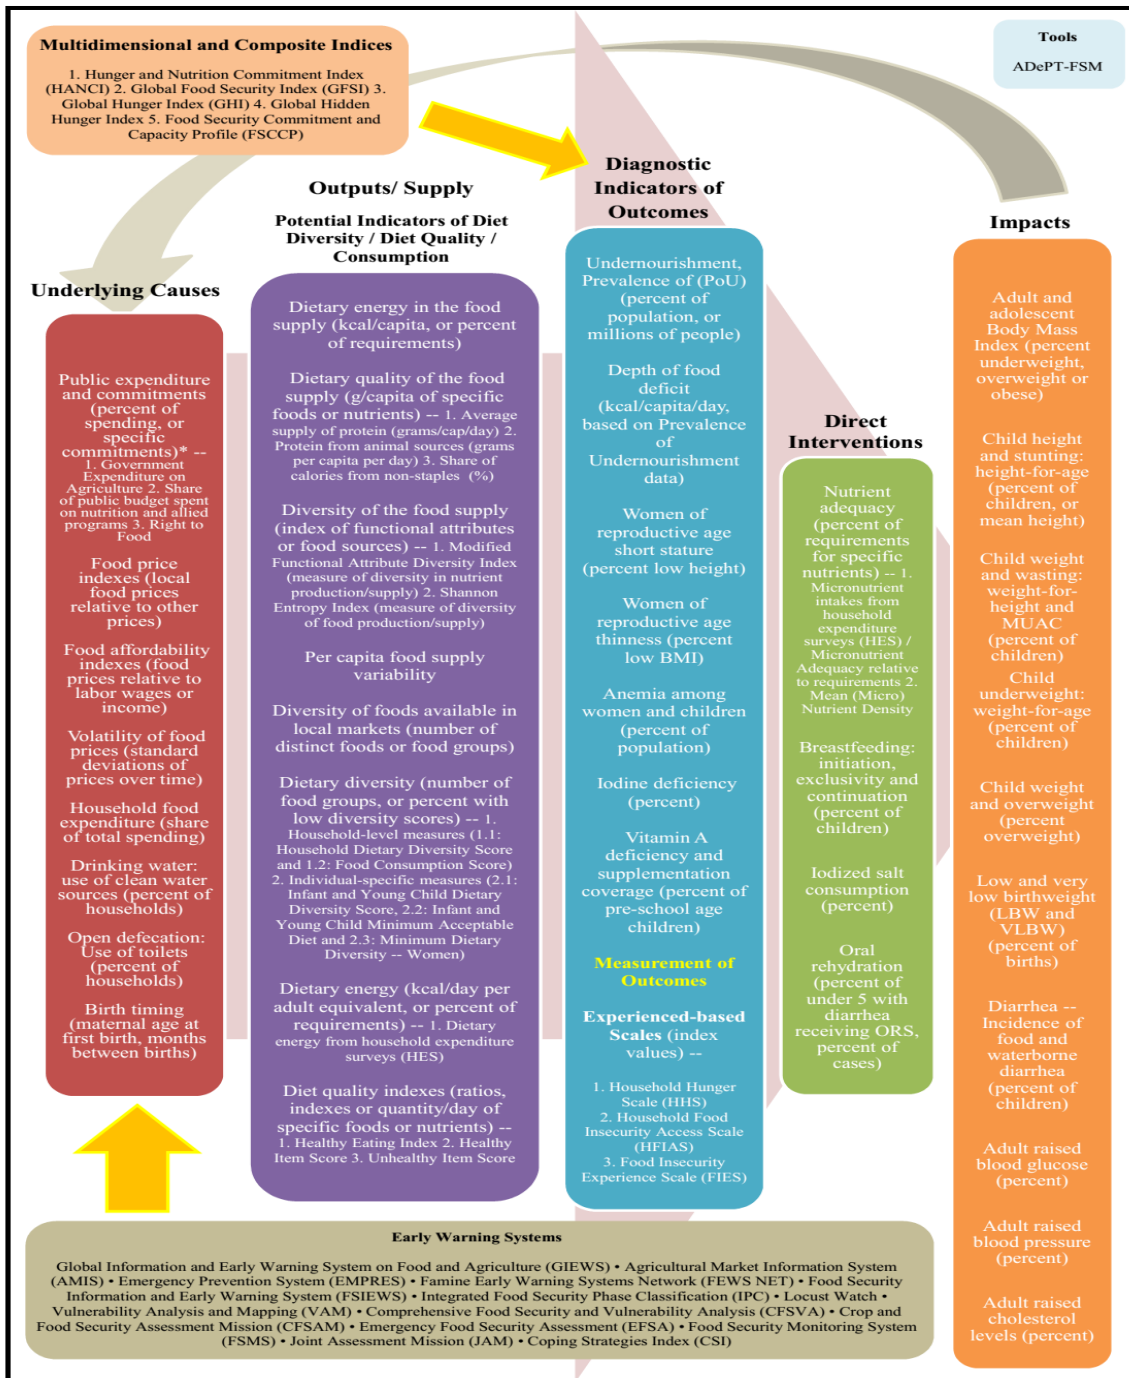 Multidimensional and Composite Indices
1. Hunger and Nutrition Commitment Index
(HANCI) 2. Global Food Security Index (GFSI) 3.
Global Hunger Index (GHI) 4. Global Hidden
Hunger Index 5. Food Security Commitment and
Capacity Profile (FSCCP)
Tools
ADePT-FSM
Underlying Causes
Public expenditure
and commitments
(percent of
spending, or
specific
commitments)* --
1. Government
Expenditure on
Agriculture 2. Share
of public budget spent
on nutrition and allied
programs 3. Right to
Food
Food price
indexes (local
food prices
relative to other
prices)
Food affordability
indexes (food
prices relative to
labor wages or
income)
Volatility of food
prices (standard
deviations of
prices over time)
Household food
expenditure (share
of total spending)
Drinking water:
use of clean water
sources (percent of
households)
Open defecation:
Use of toilets
(percent of
households)
Birth timing
(maternal age at
first birth, months
between births)
Outputs/ Supply
Potential Indicators of Diet
Diversity / Diet Quality /
Consumption
Dietary energy in the food
supply (kcal/capita, or percent
of requirements)
Dietary quality of the food
supply (g/capita of specific
foods or nutrients) -- 1. Average
supply of protein (grams/cap/day) 2.
Protein from animal sources (grams
per capita per day) 3. Share of
calories from non-staples (%)
Diversity of the food supply
(index of functional attributes
or food sources) -- 1. Modified
Functional Attribute Diversity Index
(measure of diversity in nutrient
production/supply) 2. Shannon
Entropy Index (measure of diversity
of food production/supply)
Per capita food supply
variability
Diversity of foods available in
local markets (number of
distinct foods or food groups)
Dietary diversity (number of
food groups, or percent with
low diversity scores) -- 1.
Household-level measures (1.1:
Household Dietary Diversity Score
and 1.2: Food Consumption Score)
2. Individual-specific measures (2.1:
Infant and Young Child Dietary
Diversity Score, 2.2: Infant and
Young Child Minimum Acceptable
Diet and 2.3: Minimum Dietary
Diversity -- Women)
Dietary energy (kcal/day per
adult equivalent, or percent of
requirements) -- 1. Dietary
energy from household expenditure
surveys (HES)
Diet quality indexes (ratios,
indexes or quantity/day of
specific foods or nutrients) --
1. Healthy Eating Index 2. Healthy
Item Score 3. Unhealthy Item Score
Diagnostic
Indicators of
Outcomes
Undernourishment,
Prevalence of (PoU)
(percent of
population, or
millions of people)
Depth of food
deficit
(kcal/capita/day,
based on Prevalence
of
Undernourishment
data)
Women of
reproductive age
short stature
(percent low height)
Women of
reproductive age
thinness (percent
low BMI)
Anemia among
women and children
(percent of
population)
Iodine deficiency
(percent)
Vitamin A
deficiency and
supplementation
coverage (percent of
pre-school age
children)
Measurement of
Outcomes
Experienced-based
Scales (index
values) --
1. Household Hunger
Scale (HHS)
2. Household Food
Insecurity Access Scale
(HFIAS)
3. Food Insecurity
Experience Scale (FIES)
Direct
Interventions
Nutrient
adequacy
(percent of
requirements
for specific
nutrients) -- 1.
Micronutrient
intakes from
household
expenditure
surveys (HES) /
Micronutrient
Adequacy relative
to requirements 2.
Mean (Micro)
Nutrient Density
Breastfeeding:
initiation,
exclusivity and
continuation
(percent of
children)
Iodized salt
consumption
(percent)
Oral
rehydration
(percent of
under 5 with
diarrhea
receiving ORS,
percent of
cases)
Impacts
Adult and
adolescent
Body Mass
Index (percent
underweight,
overweight or
obese)
Child height
and stunting:
height-for-age
(percent of
children, or
mean height)
Child weight
and wasting:
weight-for-
height and
MUAC
(percent of
children)
Child
underweight:
weight-for-age
(percent of
children)
Child weight
and overweight
(percent
overweight)
Low and very
low birthweight
(LBW and
VLBW)
(percent of
births)
Diarrhea --
Incidence of
food and
waterborne
diarrhea
(percent of
children)
Adult raised
blood glucose
(percent)
Adult raised
blood pressure
(percent)
Adult raised
cholesterol
levels (percent)
Early Warning Systems
Global Information and Early Warning System on Food and Agriculture (GIEWS) • Agricultural Market Information System
(AMIS) • Emergency Prevention System (EMPRES) • Famine Early Warning Systems Network (FEWS NET) • Food Security
Information and Early Warning System (FSIEWS) • Integrated Food Security Phase Classification (IPC) • Locust Watch •
Vulnerability Analysis and Mapping (VAM) • Comprehensive Food Security and Vulnerability Analysis (CFSVA) • Crop and
Food Security Assessment Mission (CFSAM) • Emergency Food Security Assessment (EFSA) • Food Security Monitoring System
(FSMS) • Joint Assessment Mission (JAM) • Coping Strategies Index (CSI)